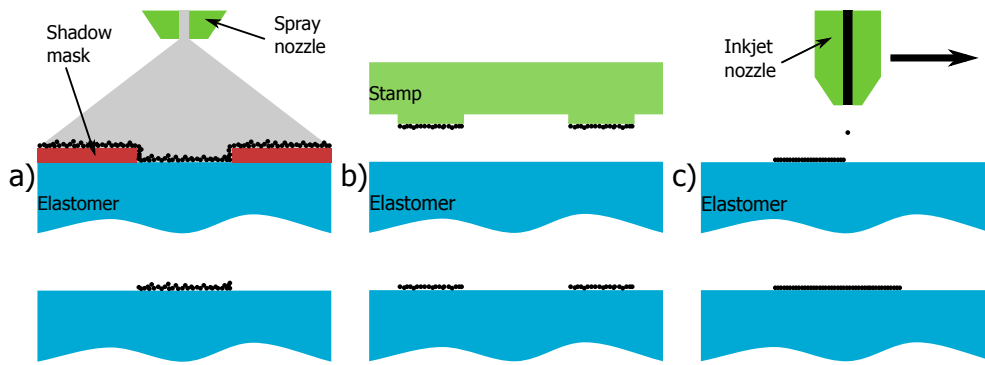 Shadow
mask
Spray
nozzle
a)
Elastomer
Stamp
b)
Elastomer
Inkjet
nozzle
c)
Elastomer